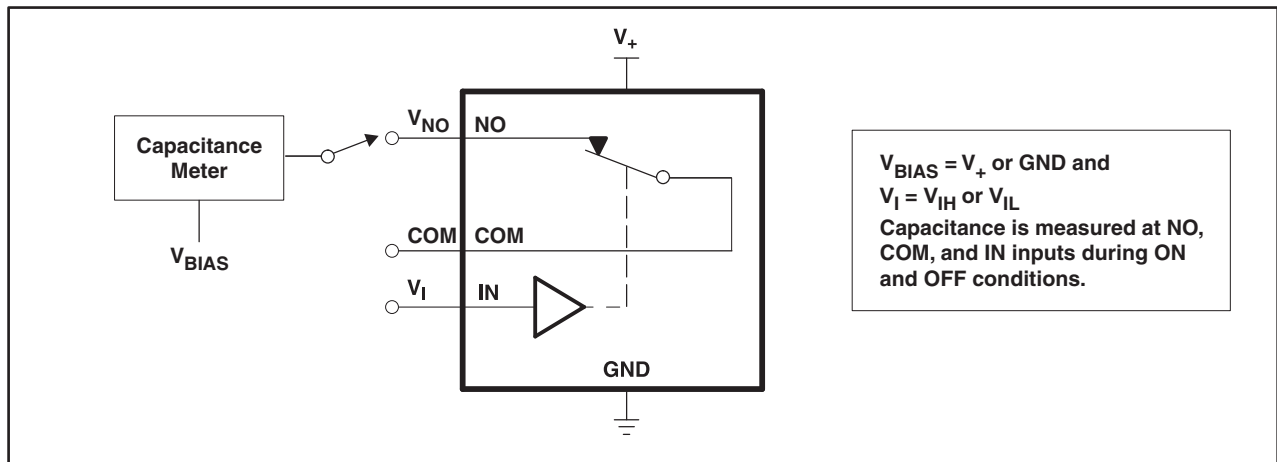 V+
Capacitance
Meter
VBIAS
VNO NO
COM COM
VI IN
GND
VBIAS = V+ or GND and
VI = VIH or VIL
Capacitance is measured at NO,
COM, and IN inputs during ON
and OFF conditions.